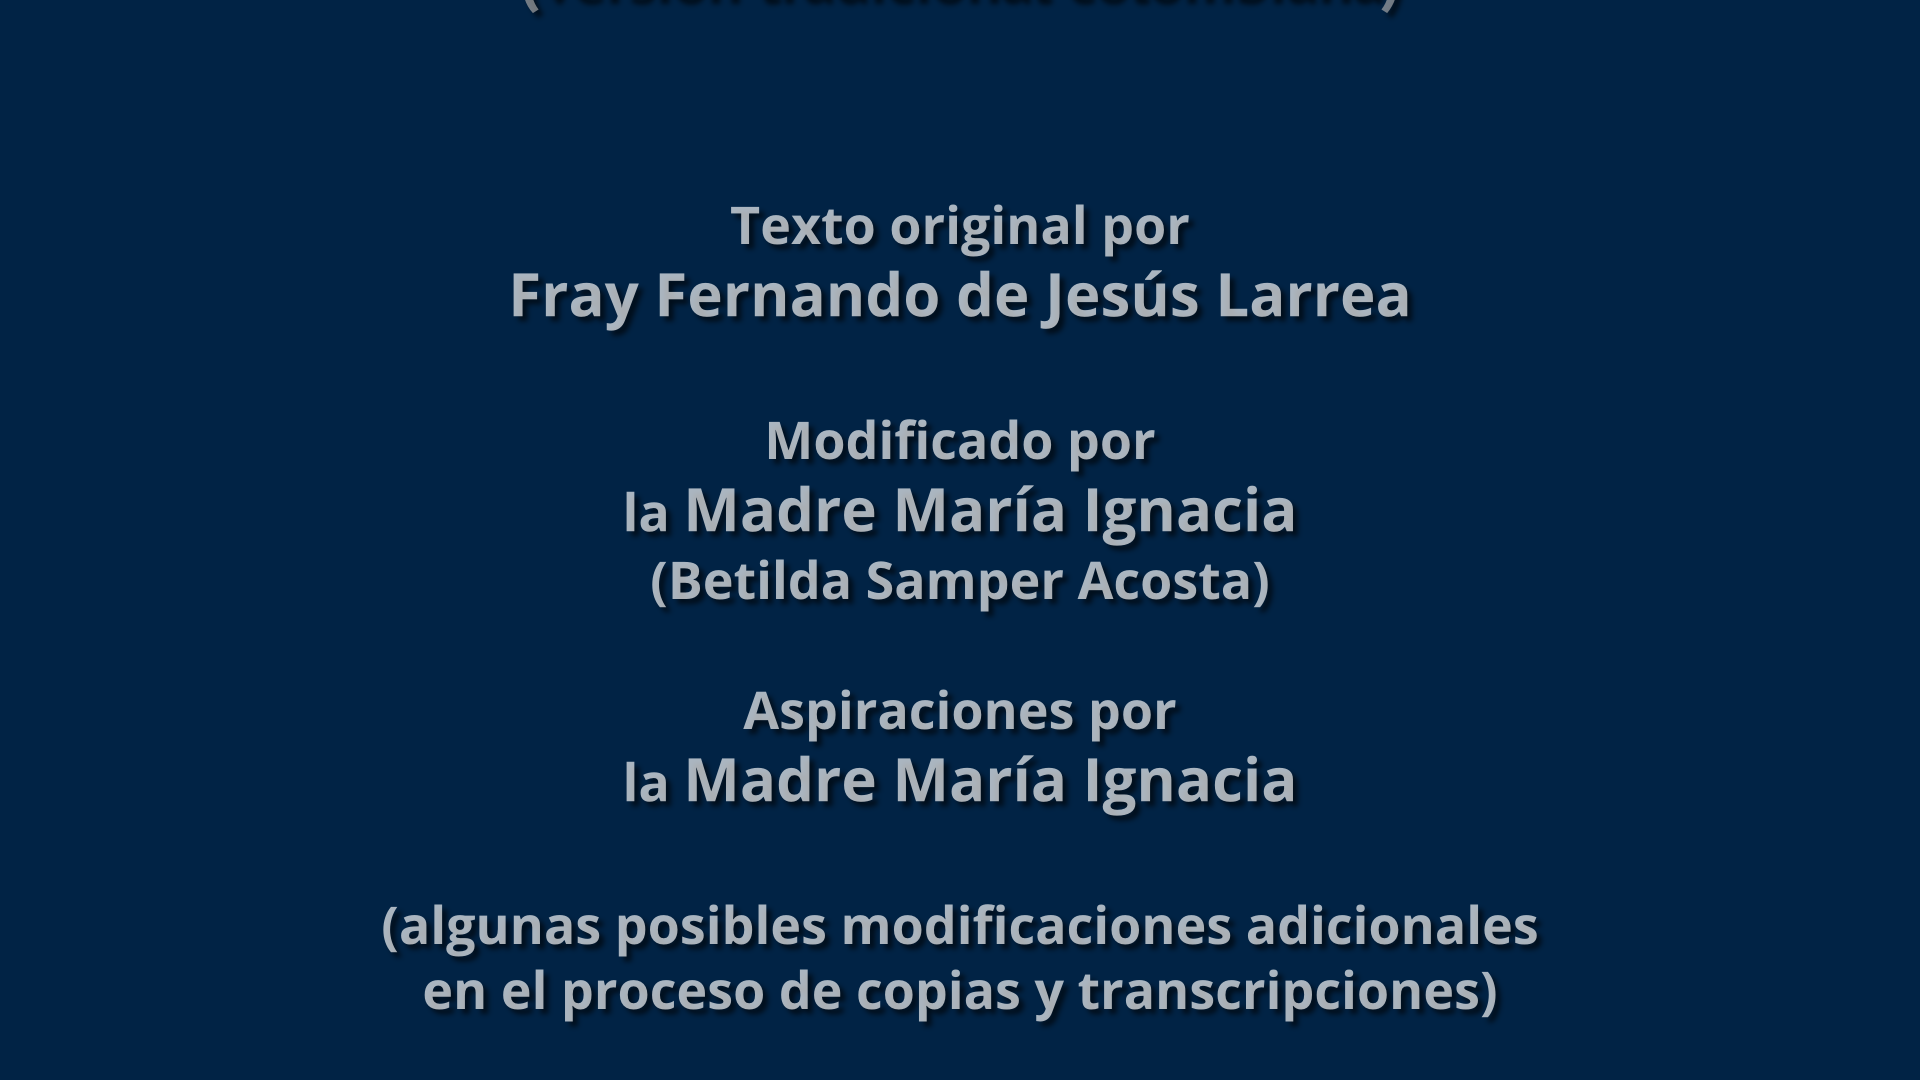 Texto original por
Fray Fernando de Jesús Larrea
Modificado por
la Madre María Ignacia
(Betilda Samper Acosta)
Aspiraciones por
la Madre María Ignacia
(algunas posibles modificaciones adicionales
en el proceso de copias y transcripciones)